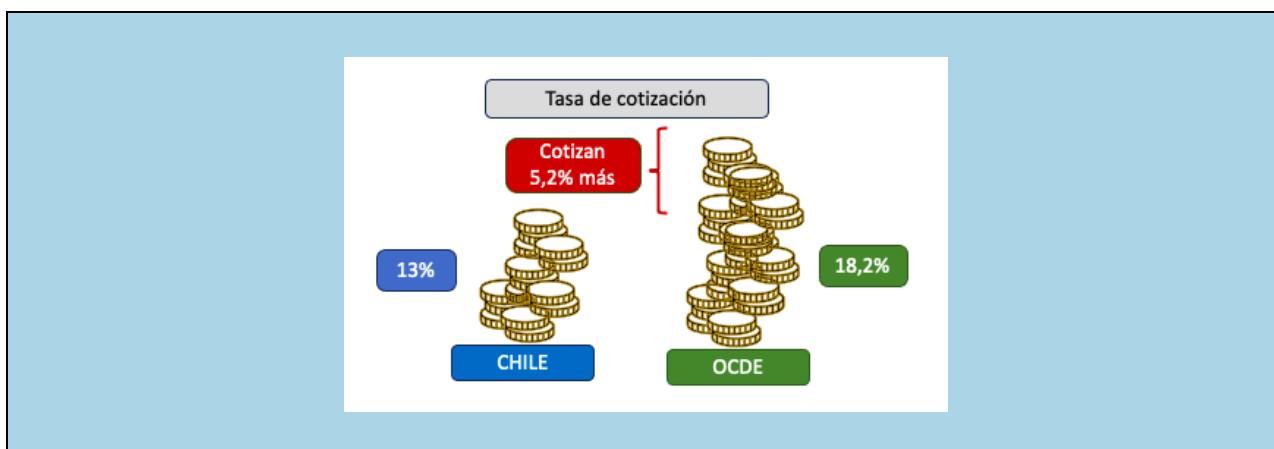 Tasa de cotización
Cotizan
5,2% más
13%
18,2%
CHILE
OCDE